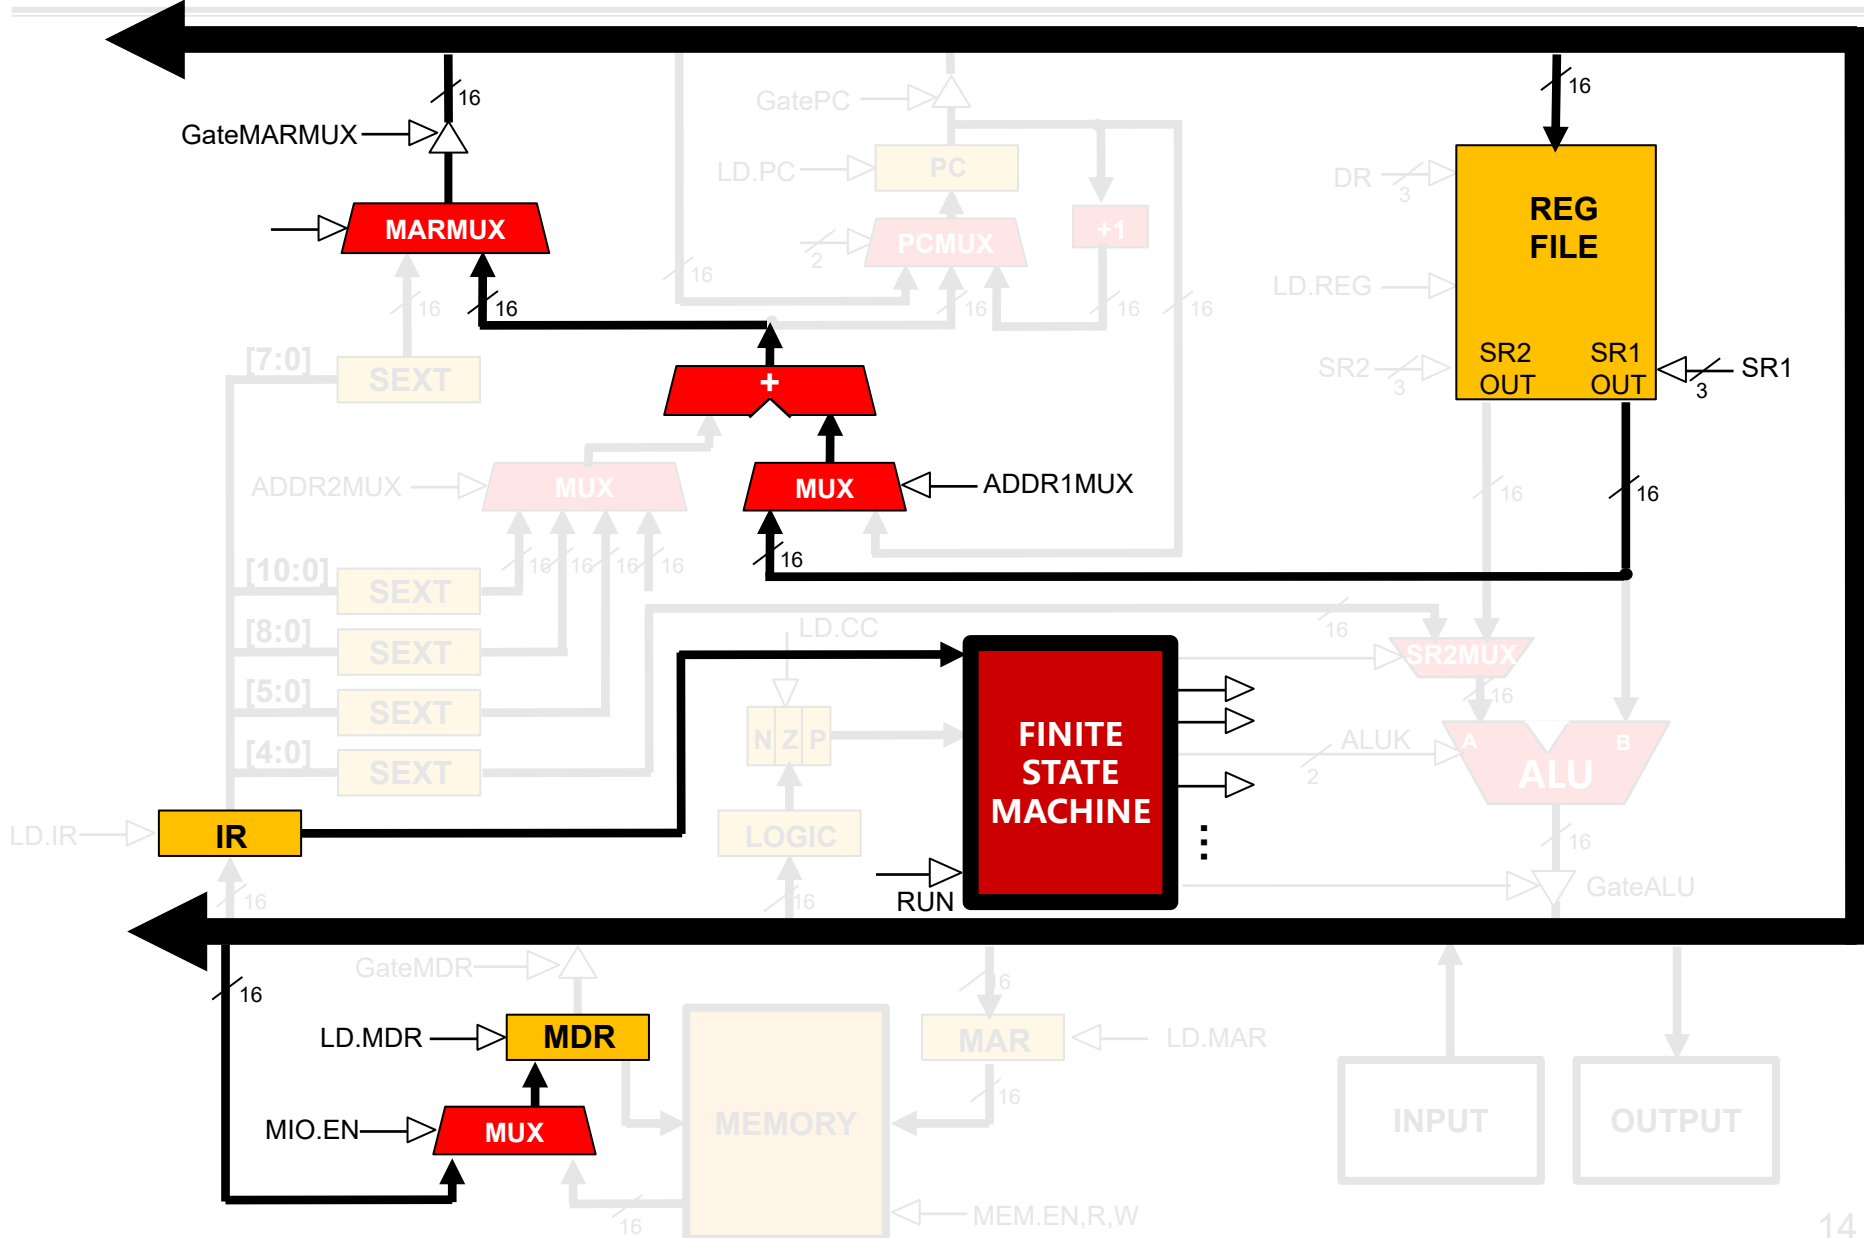 16
16
GatePC
GateMARMUX
LD.PC
PC
DR
3
REG
FILE
MARMUX
2
PCMUX
+1
16
LD.REG
16
16
16
16
16
[7:0]
SEXT
+
SR2
3
SR2
OUT
SR1
OUT
3
SR1
ADDR2MUX
MUX
MUX
ADDR1MUX
16
16
16
16
16
16
16
[10:0]
SEXT
[8:0]
SEXT
LD.CC
16
SR2MUX
[5:0]
SEXT
16
N Z P
FINITE
STATE
MACHINE
ALUK
2
A
B
ALU
[4:0]
SEXT
LD.IR
IR
LOGIC
⋮
16
RUN
GateALU
16
16
GateMDR
16
16
LD.MDR
MDR
MAR
LD.MAR
16
MIO.EN
MUX
MEMORY
INPUT
OUTPUT
16
MEM.EN,R,W
14